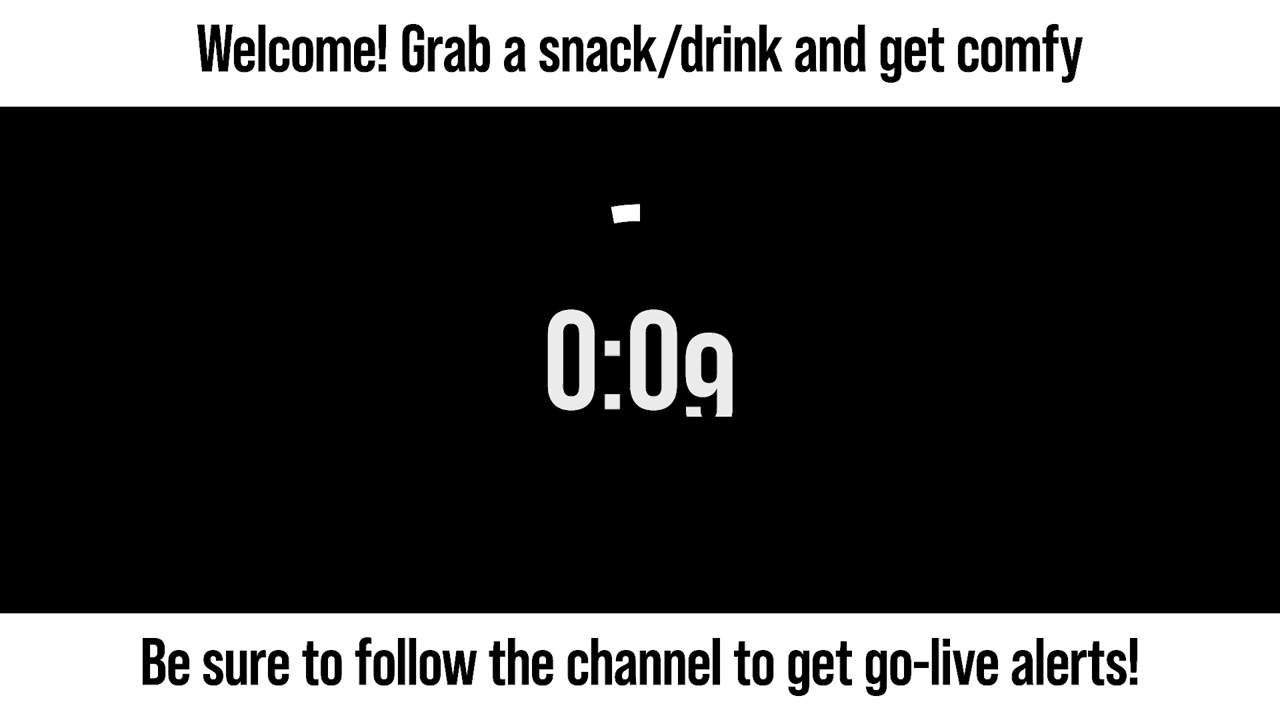 Welcome! Grab a snack/drink and get comfy
0:09
Be sure to follow the channel to get go-live alerts!